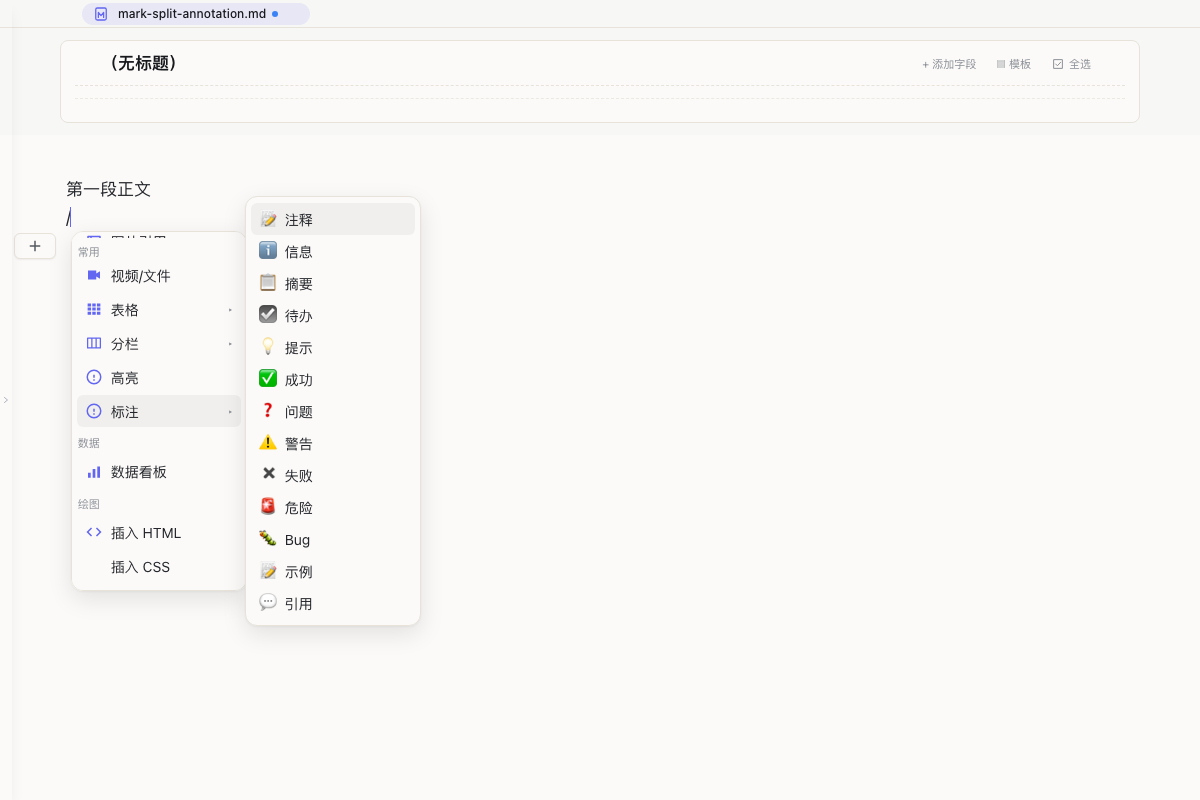 mark-split-annotation.md
(无标题)
+ 添加字段
模板
全选
第一段正文
/
常用
视频/文件
表格
分栏
高亮
标注
数据
数据看板
绘图
插入 HTML
插入 CSS
注释
信息
摘要
待办
提示
成功
问题
警告
失败
危险
Bug
示例
引用